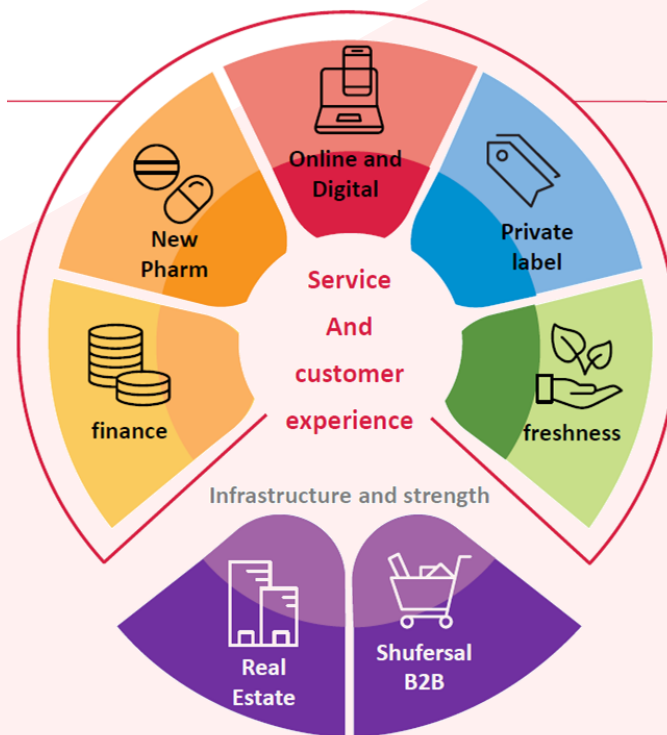 Online and
Digital
New
Pharm
Private
label
Service
And
customer
experience
finance
freshness
Infrastructure and strength
Real
Estate
Shufersal
B2B